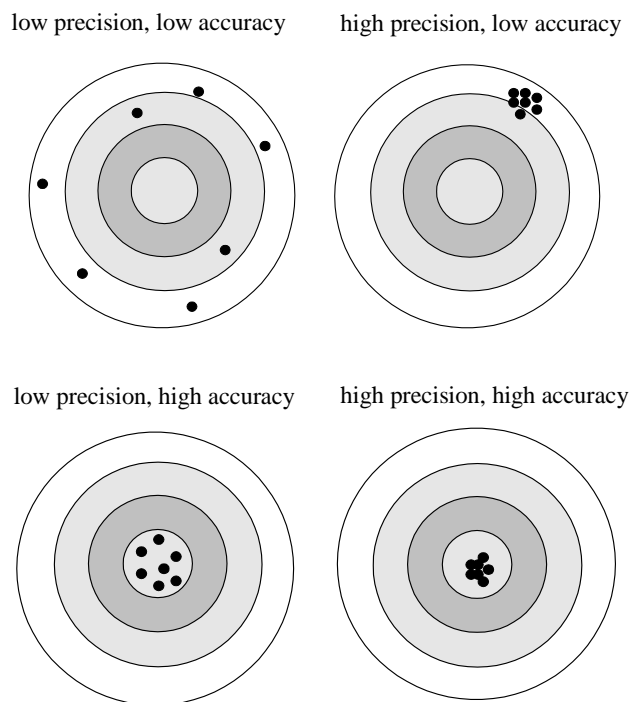 low precision, low accuracy
high precision, low accuracy
low precision, high accuracy
high precision, high accuracy